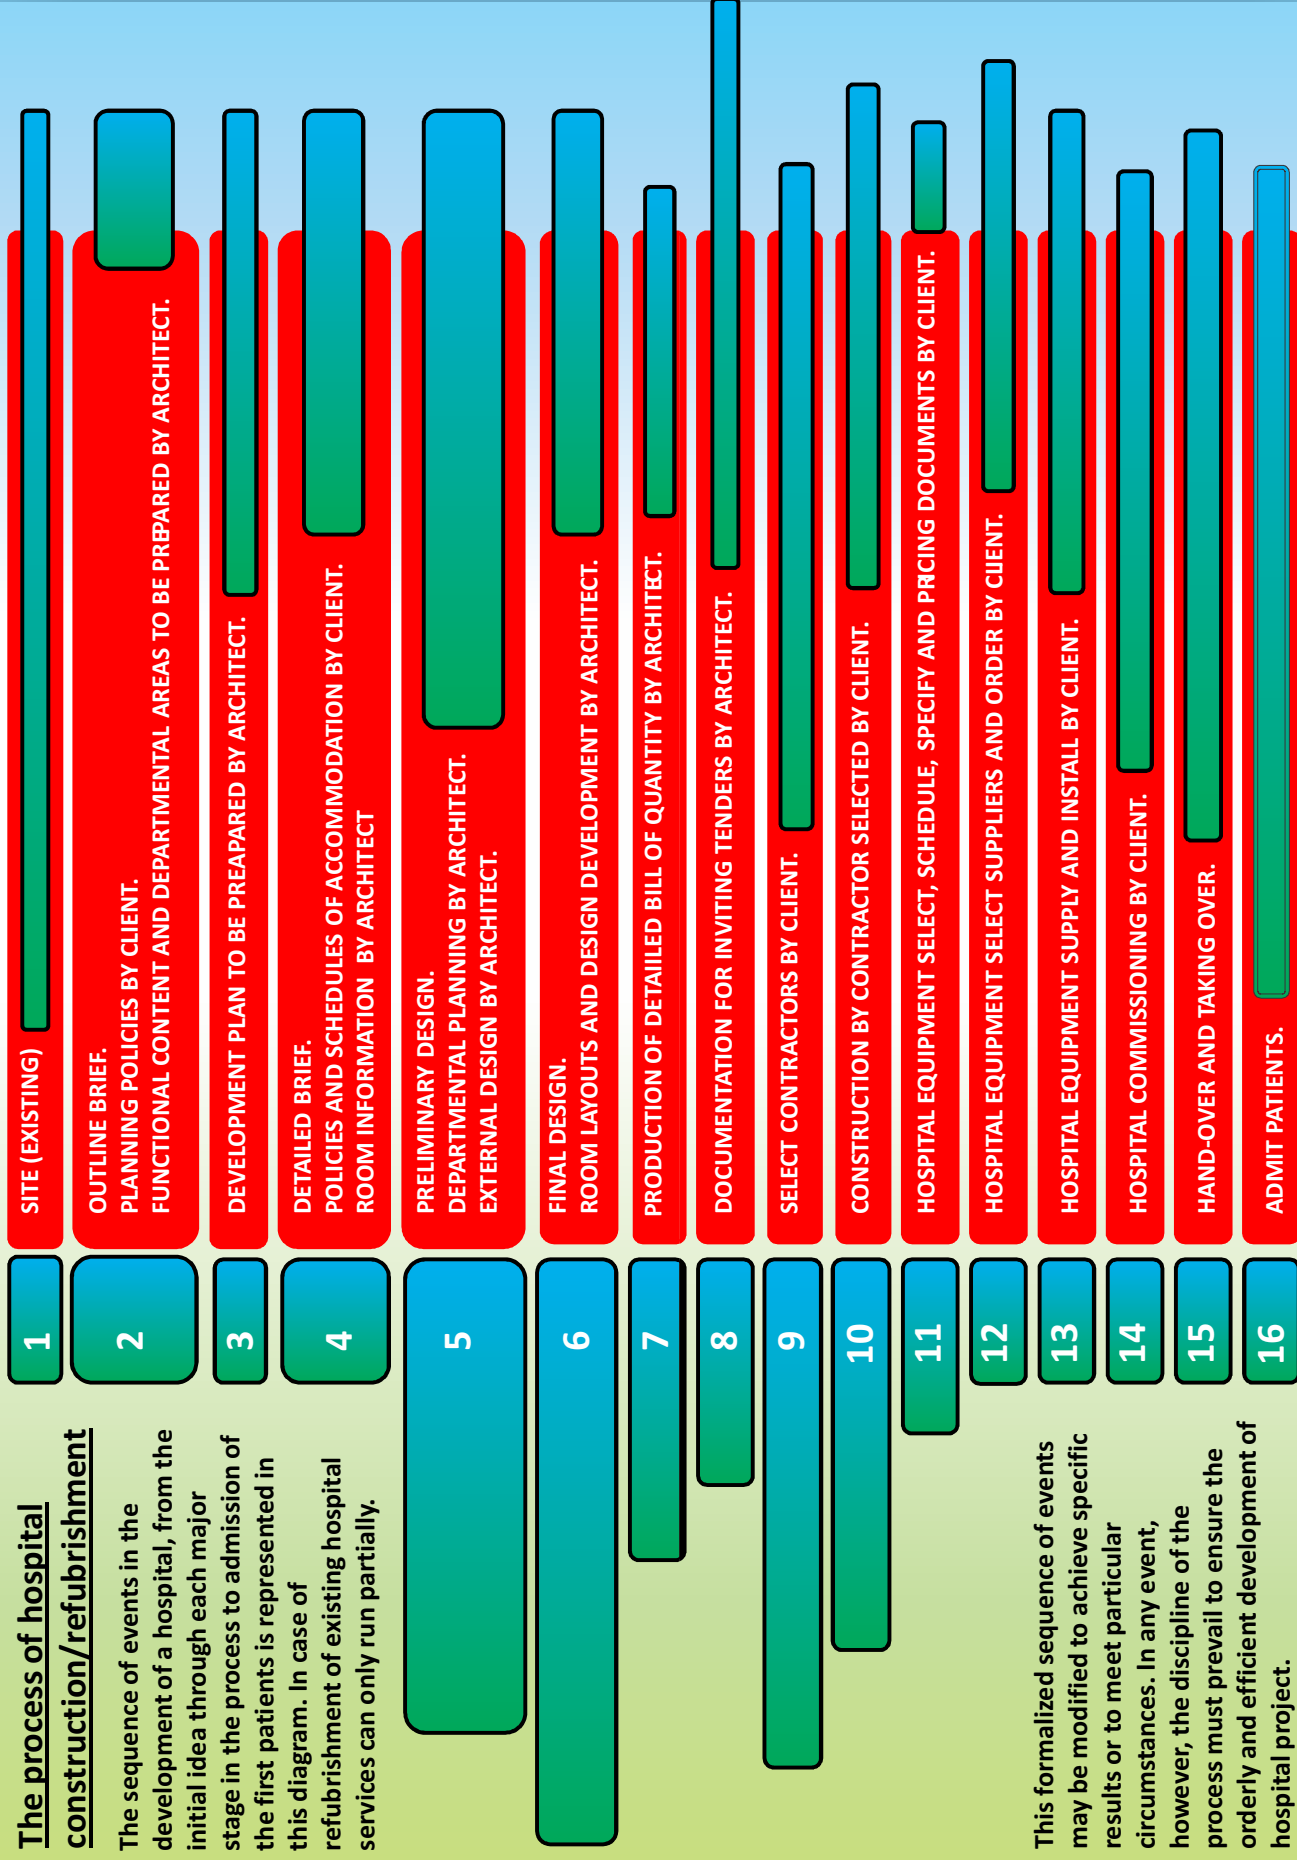 The process of hospital
construction/refubrishment
The sequence of events in the
development of a hospital, from the
initial idea through each major
stage in the process to admission of
the first patients is represented in
this diagram. In case of
refubrishment of existing hospital
services can only run partially.
1
SITE (EXISTING)
2
OUTLINE BRIEF.
PLANNING POLICIES BY CLIENT.
FUNCTIONAL CONTENT AND DEPARTMENTAL AREAS TO BE PREPARED BY ARCHITECT.
3
DEVELOPMENT PLAN TO BE PREAPARED BY ARCHITECT.
4
DETAILED BRIEF.
POLICIES AND SCHEDULES OF ACCOMMODATION BY CLIENT.
ROOM INFORMATION BY ARCHITECT
5
PRELIMINARY DESIGN.
DEPARTMENTAL PLANNING BY ARCHITECT.
EXTERNAL DESIGN BY ARCHITECT.
6
FINAL DESIGN.
ROOM LAYOUTS AND DESIGN DEVELOPMENT BY ARCHITECT.
7
PRODUCTION OF DETAIILED BILL OF QUANTITY BY ARCHITECT.
8
DOCUMENTATION FOR INVITING TENDERS BY ARCHITECT.
9
SELECT CONTRACTORS BY CLIENT.
10
CONSTRUCTION BY CONTRACTOR SELECTED BY CLIENT.
11
HOSPITAL EQUIPMENT SELECT, SCHEDULE, SPECIFY AND PRICING DOCUMENTS BY CLIENT.
12
HOSPITAL EQUIPMENT SELECT SUPPLIERS AND ORDER BY CLIENT.
13
HOSPITAL EQUIPMENT SUPPLY AND INSTALL BY CLIENT.
14
HOSPITAL COMMISSIONING BY CLIENT.
15
HAND-OVER AND TAKING OVER.
16
ADMIT PATIENTS.
This formalized sequence of events
may be modified to achieve specific
results or to meet particular
circumstances. In any event,
however, the discipline of the
process must prevail to ensure the
orderly and efficient development of
hospital project.